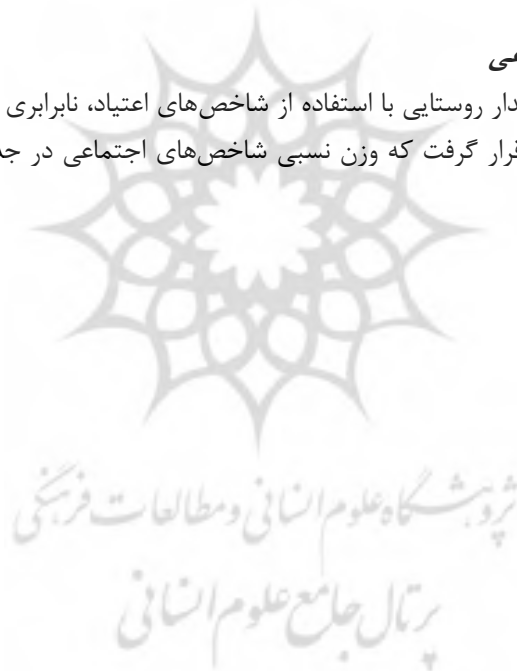 عی
دار روستایی با استفاده از شاخص‌های اعتیاد، نابرابری
قرار گرفت که وزن نسبی شاخص‌های اجتماعی در جد
پژوهشگاه علوم انسانی و مطالعات فرهنگی
پرتال جامع علوم انسانی